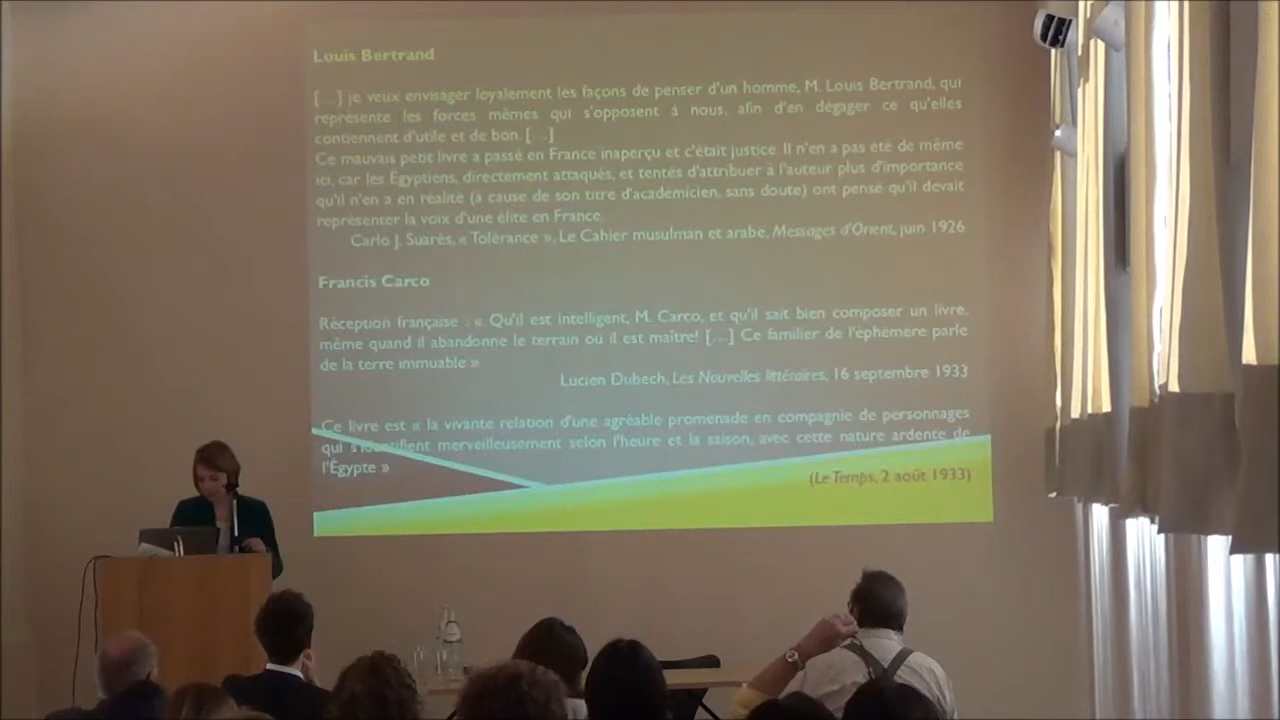 Louis Bertrand
[…] je veux envisager loyalement les façons de penser d'un homme, M. Louis Bertrand, qui
représente les forces mêmes qui s'opposent à nous, afin d'en dégager ce qu'elles
contiennent d'utile et de bon. […]
Ce mauvais petit livre a passé en France inaperçu et c'était justice. Il n'en a pas été de même
ici, car les Égyptiens, directement attaqués, et tentés d'attribuer à l'auteur plus d'importance
qu'il n'en a en réalité (à cause de son titre d'académicien, sans doute) ont pensé qu'il devait
représenter la voix d'une élite en France.
Carlo J. Suarès, « Tolérance », Le Cahier musulman et arabe, Messages d'Orient, juin 1926
Francis Carco
Réception française : « Qu'il est intelligent, M. Carco, et qu'il sait bien composer un livre,
même quand il abandonne le terrain où il est maître! […] Ce familier de l'éphémère parle
de la terre immuable »
Lucien Dubech, Les Nouvelles littéraires, 16 septembre 1933
Ce livre est « la vivante relation d'une agréable promenade en compagnie de personnages
qui s'identifient merveilleusement selon l'heure et la saison, avec cette nature ardente de
l'Égypte »
(Le Temps, 2 août 1933)